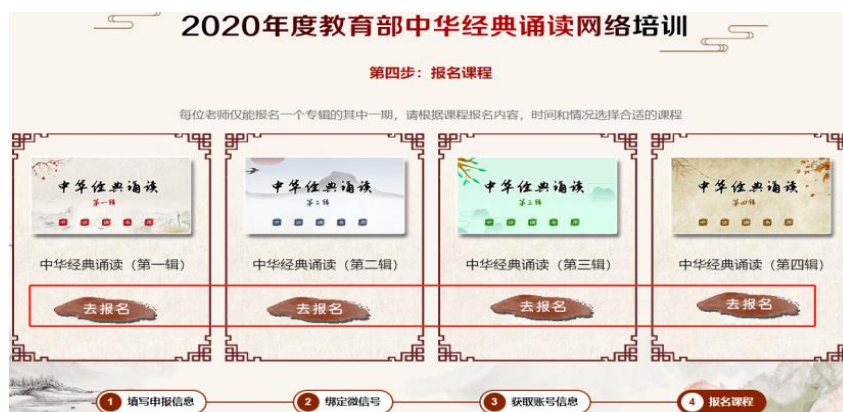 2020年度教育部中华经典诵读网络培训
第四步：报名课程
每位老师仅能报名一个专辑的其中一期，请根据课程报名内容，时间和情况选择合适的课程
中华经典诵读
第一辑
中华经典诵读
第二辑
中华经典诵读
第三辑
中华经典诵读
第四辑
中华经典诵读（第一辑）
中华经典诵读（第二辑）
中华经典诵读（第三辑）
中华经典诵读（第四辑）
去报名
去报名
去报名
去报名
1 填写申报信息
2 绑定微信号
3 获取账号信息
4 报名课程